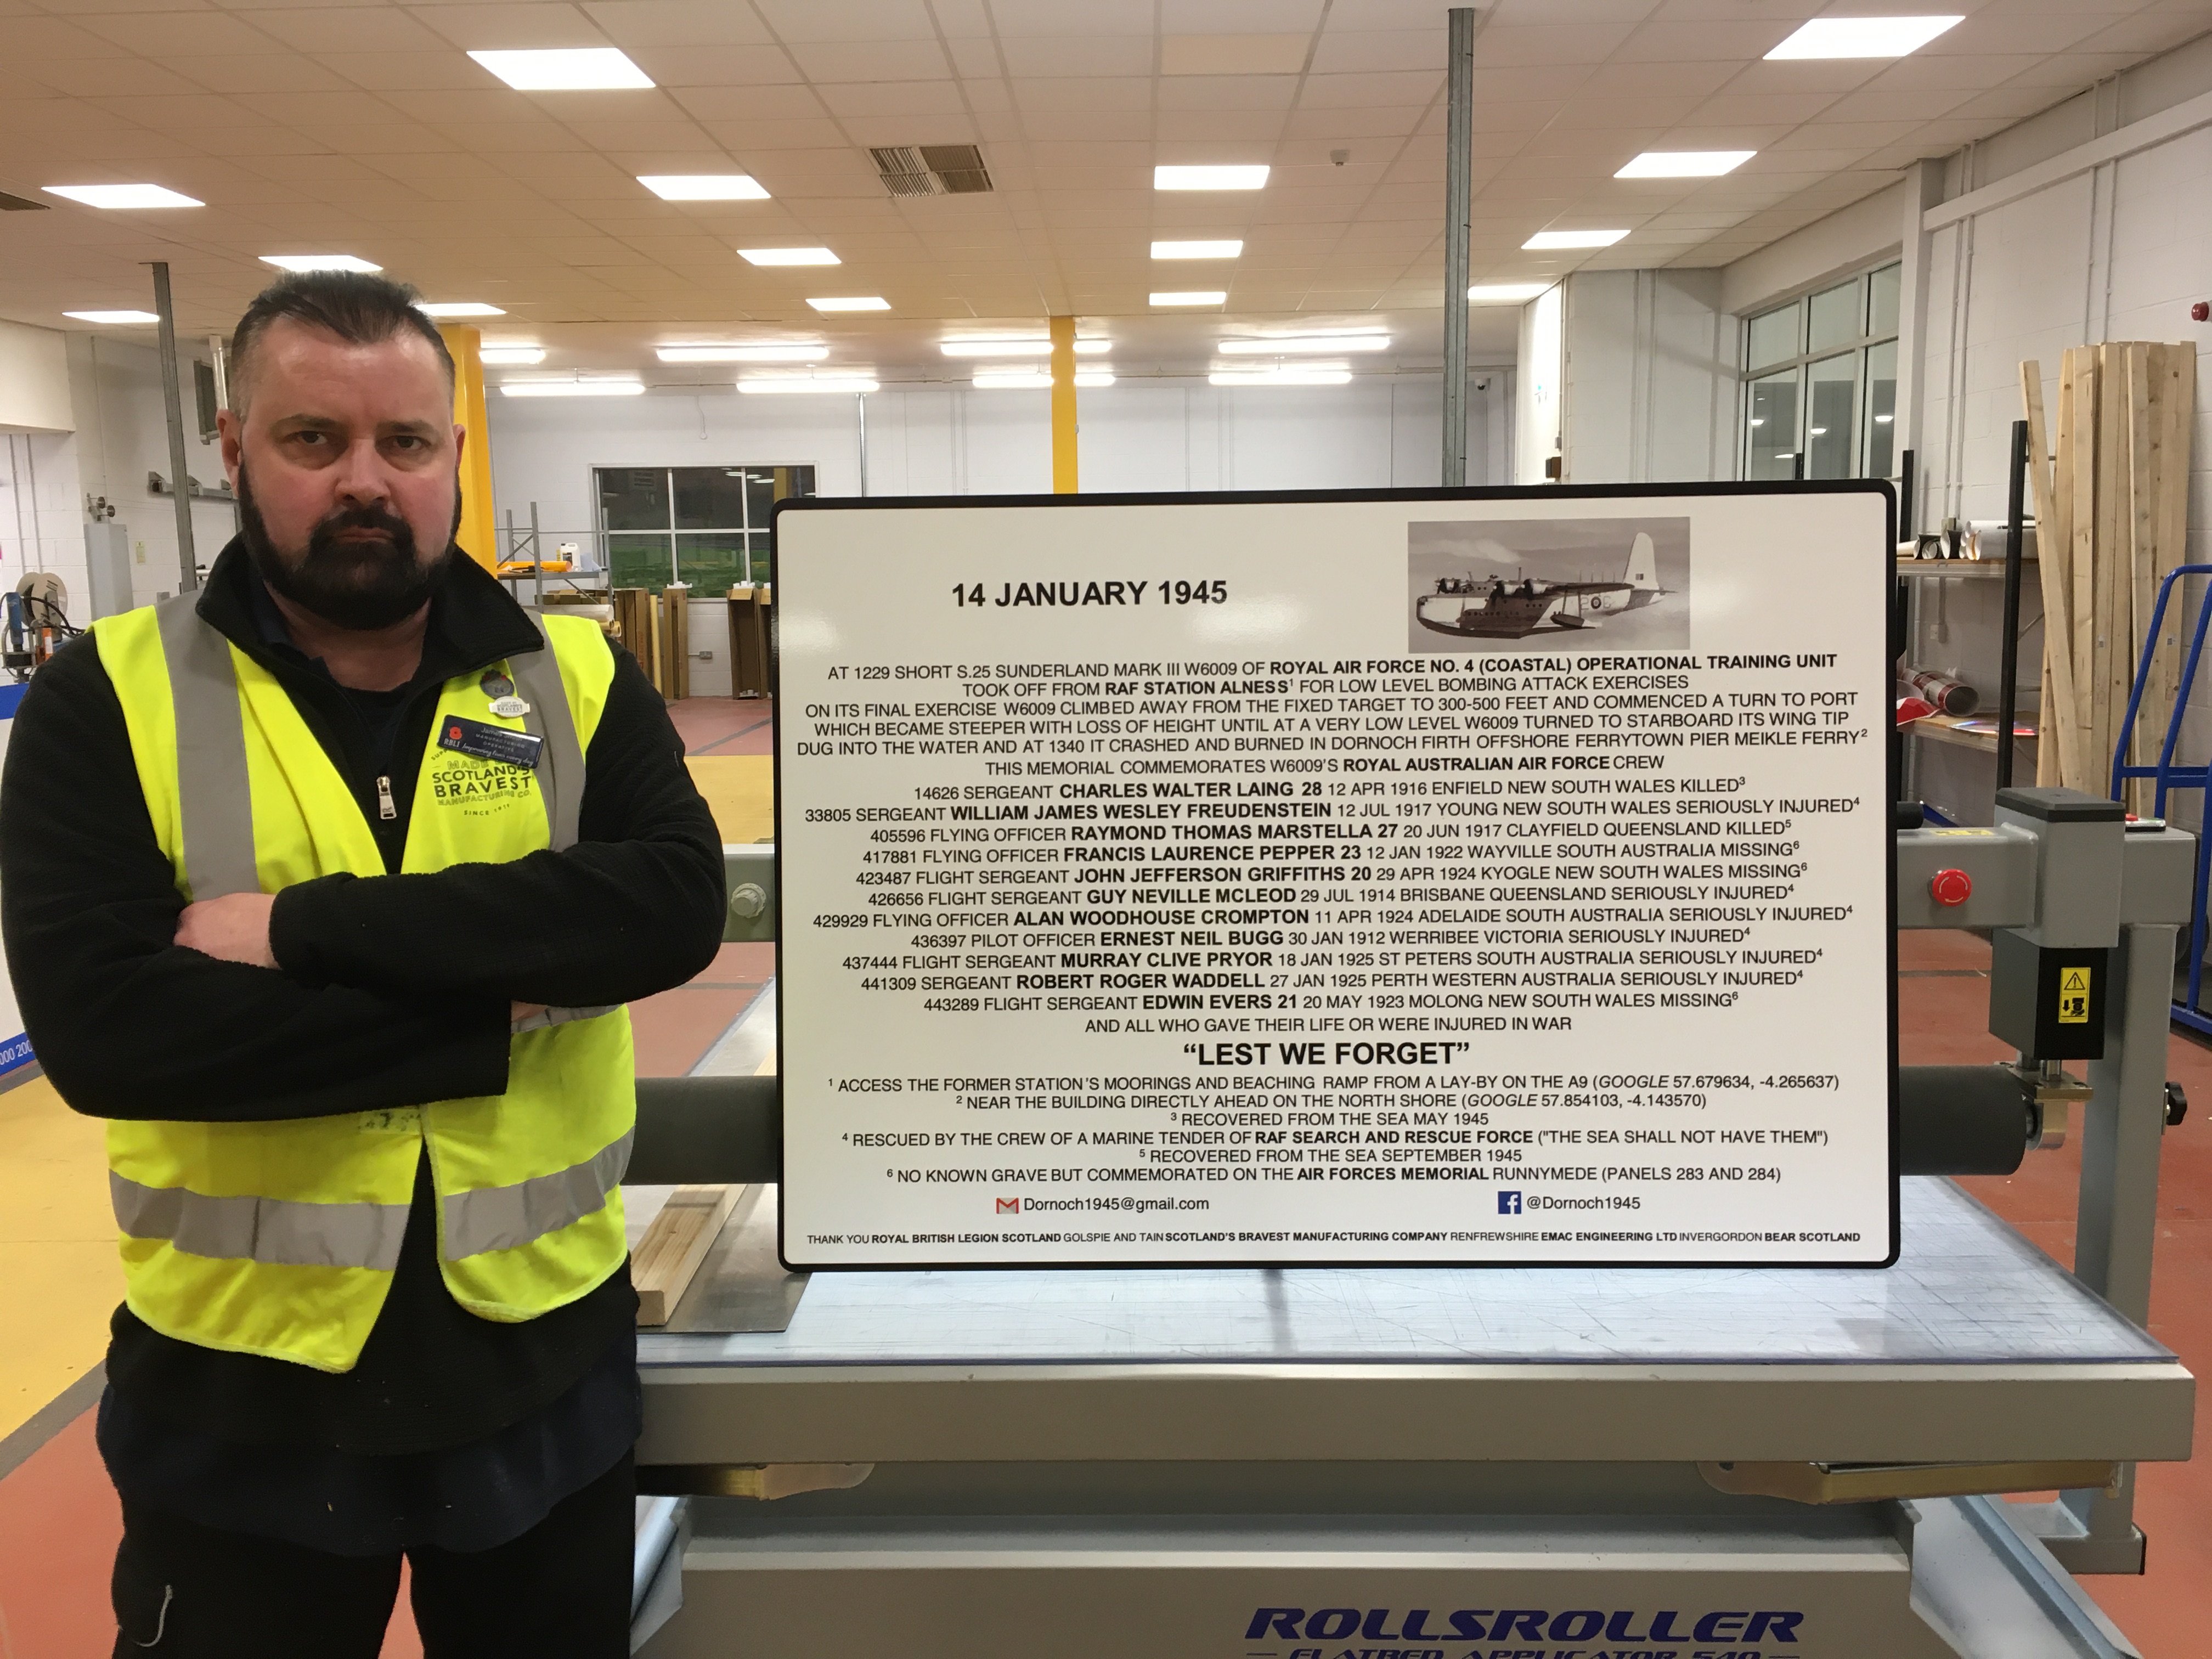 14 JANUARY 1945
AT 1229 SHORT S.25 SUNDERLAND MARK III W6009 OF ROYAL AIR FORCE NO. 4 (COASTAL) OPERATIONAL TRAINING UNIT
TOOK OFF FROM RAF STATION ALNESS¹ FOR LOW LEVEL BOMBING ATTACK EXERCISES
ON ITS FINAL EXERCISE W6009 CLIMBED AWAY FROM THE FIXED TARGET TO 300-500 FEET AND COMMENCED A TURN TO PORT
WHICH BECAME STEEPER WITH LOSS OF HEIGHT UNTIL AT A VERY LOW LEVEL W6009 TURNED TO STARBOARD ITS WING TIP
DUG INTO THE WATER AND AT 1340 IT CRASHED AND BURNED IN DORNOCH FIRTH OFFSHORE FERRYTOWN PIER MEIKLE FERRY²
THIS MEMORIAL COMMEMORATES W6009'S ROYAL AUSTRALIAN AIR FORCE CREW
14626 SERGEANT CHARLES WALTER LAING 28 12 APR 1916 ENFIELD NEW SOUTH WALES KILLED³
33805 SERGEANT WILLIAM JAMES WESLEY FREUDENSTEIN 12 JUL 1917 YOUNG NEW SOUTH WALES SERIOUSLY INJURED⁴
405596 FLYING OFFICER RAYMOND THOMAS MARSTELLA 27 20 JUN 1917 CLAYFIELD QUEENSLAND KILLED⁵
417881 FLYING OFFICER FRANCIS LAURENCE PEPPER 23 12 JAN 1922 WAYVILLE SOUTH AUSTRALIA MISSING⁶
423487 FLIGHT SERGEANT JOHN JEFFERSON GRIFFITHS 20 29 APR 1924 KYOGLE NEW SOUTH WALES MISSING⁶
426656 FLIGHT SERGEANT GUY NEVILLE MCLEOD 29 JUL 1914 BRISBANE QUEENSLAND SERIOUSLY INJURED⁴
429929 FLYING OFFICER ALAN WOODHOUSE CROMPTON 11 APR 1924 ADELAIDE SOUTH AUSTRALIA SERIOUSLY INJURED⁴
436397 PILOT OFFICER ERNEST NEIL BUGG 30 JAN 1912 WERRIBEE VICTORIA SERIOUSLY INJURED⁴
437444 FLIGHT SERGEANT MURRAY CLIVE PRYOR 18 JAN 1925 ST PETERS SOUTH AUSTRALIA SERIOUSLY INJURED⁴
441309 SERGEANT ROBERT ROGER WADDELL 27 JAN 1925 PERTH WESTERN AUSTRALIA SERIOUSLY INJURED⁴
443289 FLIGHT SERGEANT EDWIN EVERS 21 20 MAY 1923 MOLONG NEW SOUTH WALES MISSING⁶
AND ALL WHO GAVE THEIR LIFE OR WERE INJURED IN WAR
“LEST WE FORGET”
¹ ACCESS THE FORMER STATION'S MOORINGS AND BEACHING RAMP FROM A LAY-BY ON THE A9 (GOOGLE 57.679634, -4.265637)
² NEAR THE BUILDING DIRECTLY AHEAD ON THE NORTH SHORE (GOOGLE 57.854103, -4.143570)
³ RECOVERED FROM THE SEA MAY 1945
⁴ RESCUED BY THE CREW OF A MARINE TENDER OF RAF SEARCH AND RESCUE FORCE ("THE SEA SHALL NOT HAVE THEM")
⁵ RECOVERED FROM THE SEA SEPTEMBER 1945
⁶ NO KNOWN GRAVE BUT COMMEMORATED ON THE AIR FORCES MEMORIAL RUNNYMEDE (PANELS 283 AND 284)
Dornoch1945@gmail.com
@Dornoch1945
THANK YOU ROYAL BRITISH LEGION SCOTLAND GOLSPIE AND TAIN SCOTLAND'S BRAVEST MANUFACTURING COMPANY RENFREWSHIRE EMAC ENGINEERING LTD INVERGORDON BEAR SCOTLAND
RBLI
MANUFACTURING
OPERATIVE
MADE
SCOTLAND'S
BRAVEST
MANUFACTURING CO.
SINCE
ROLLSROLLER
FLATBED APPLICATOR 540